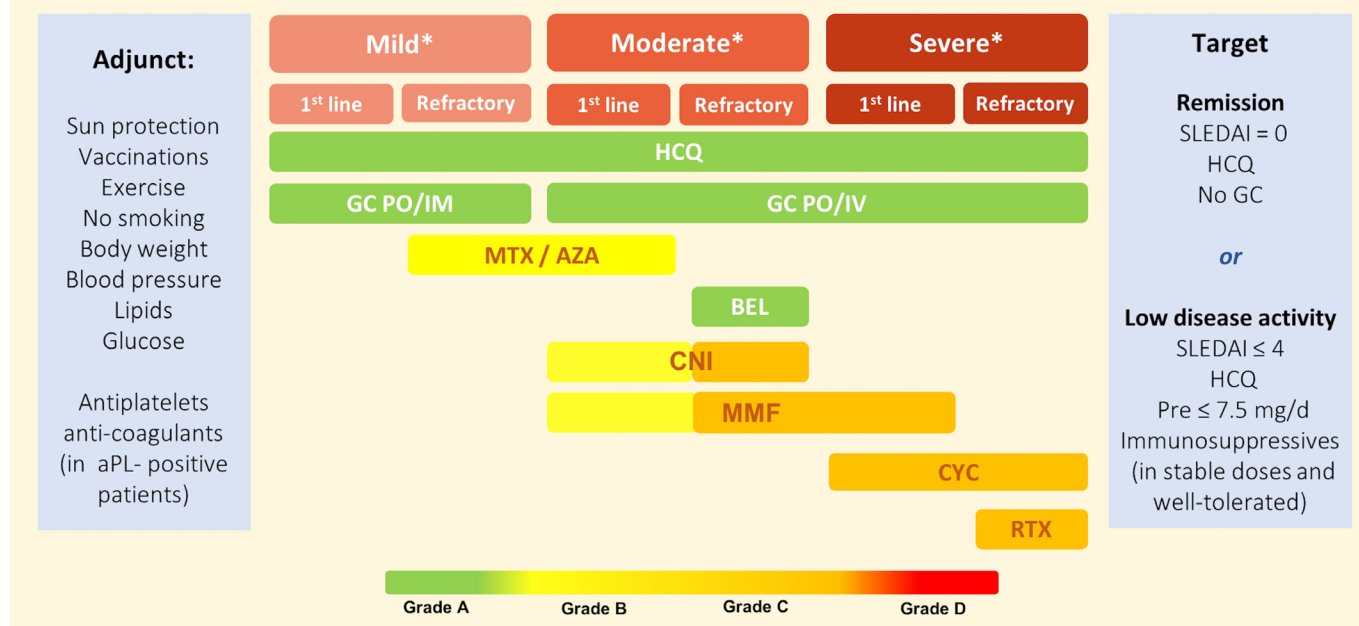 Adjunct:
Sun protection
Vaccinations
Exercise
No smoking
Body weight
Blood pressure
Lipids
Glucose
Antiplatelets
anti-coagulants
(in aPL- positive
patients)
Mild*
Moderate*
Severe*
1st line
Refractory
1st line
Refractory
1st line
Refractory
HCQ
GC PO/IM
GC PO/IV
MTX / AZA
BEL
CNI
MMF
CYC
RTX
Grade A
Grade B
Grade C
Grade D
Target
Remission
SLEDAI = 0
HCQ
No GC
or
Low disease activity
SLEDAI ≤ 4
HCQ
Pre ≤ 7.5 mg/d
Immunosuppressives
(in stable doses and
well-tolerated)